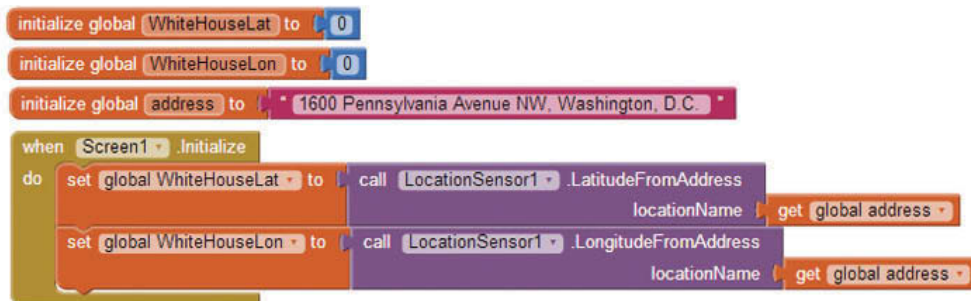 initialize global WhiteHouseLat to 0
initialize global WhiteHouseLon to 0
initialize global address to " 1600 Pennsylvania Avenue NW, Washington, D.C. "
when Screen1 .Initialize
do set global WhiteHouseLat to call LocationSensor1 .LatitudeFromAddress
locationName get global address
set global WhiteHouseLon to call LocationSensor1 .LongitudeFromAddress
locationName get global address